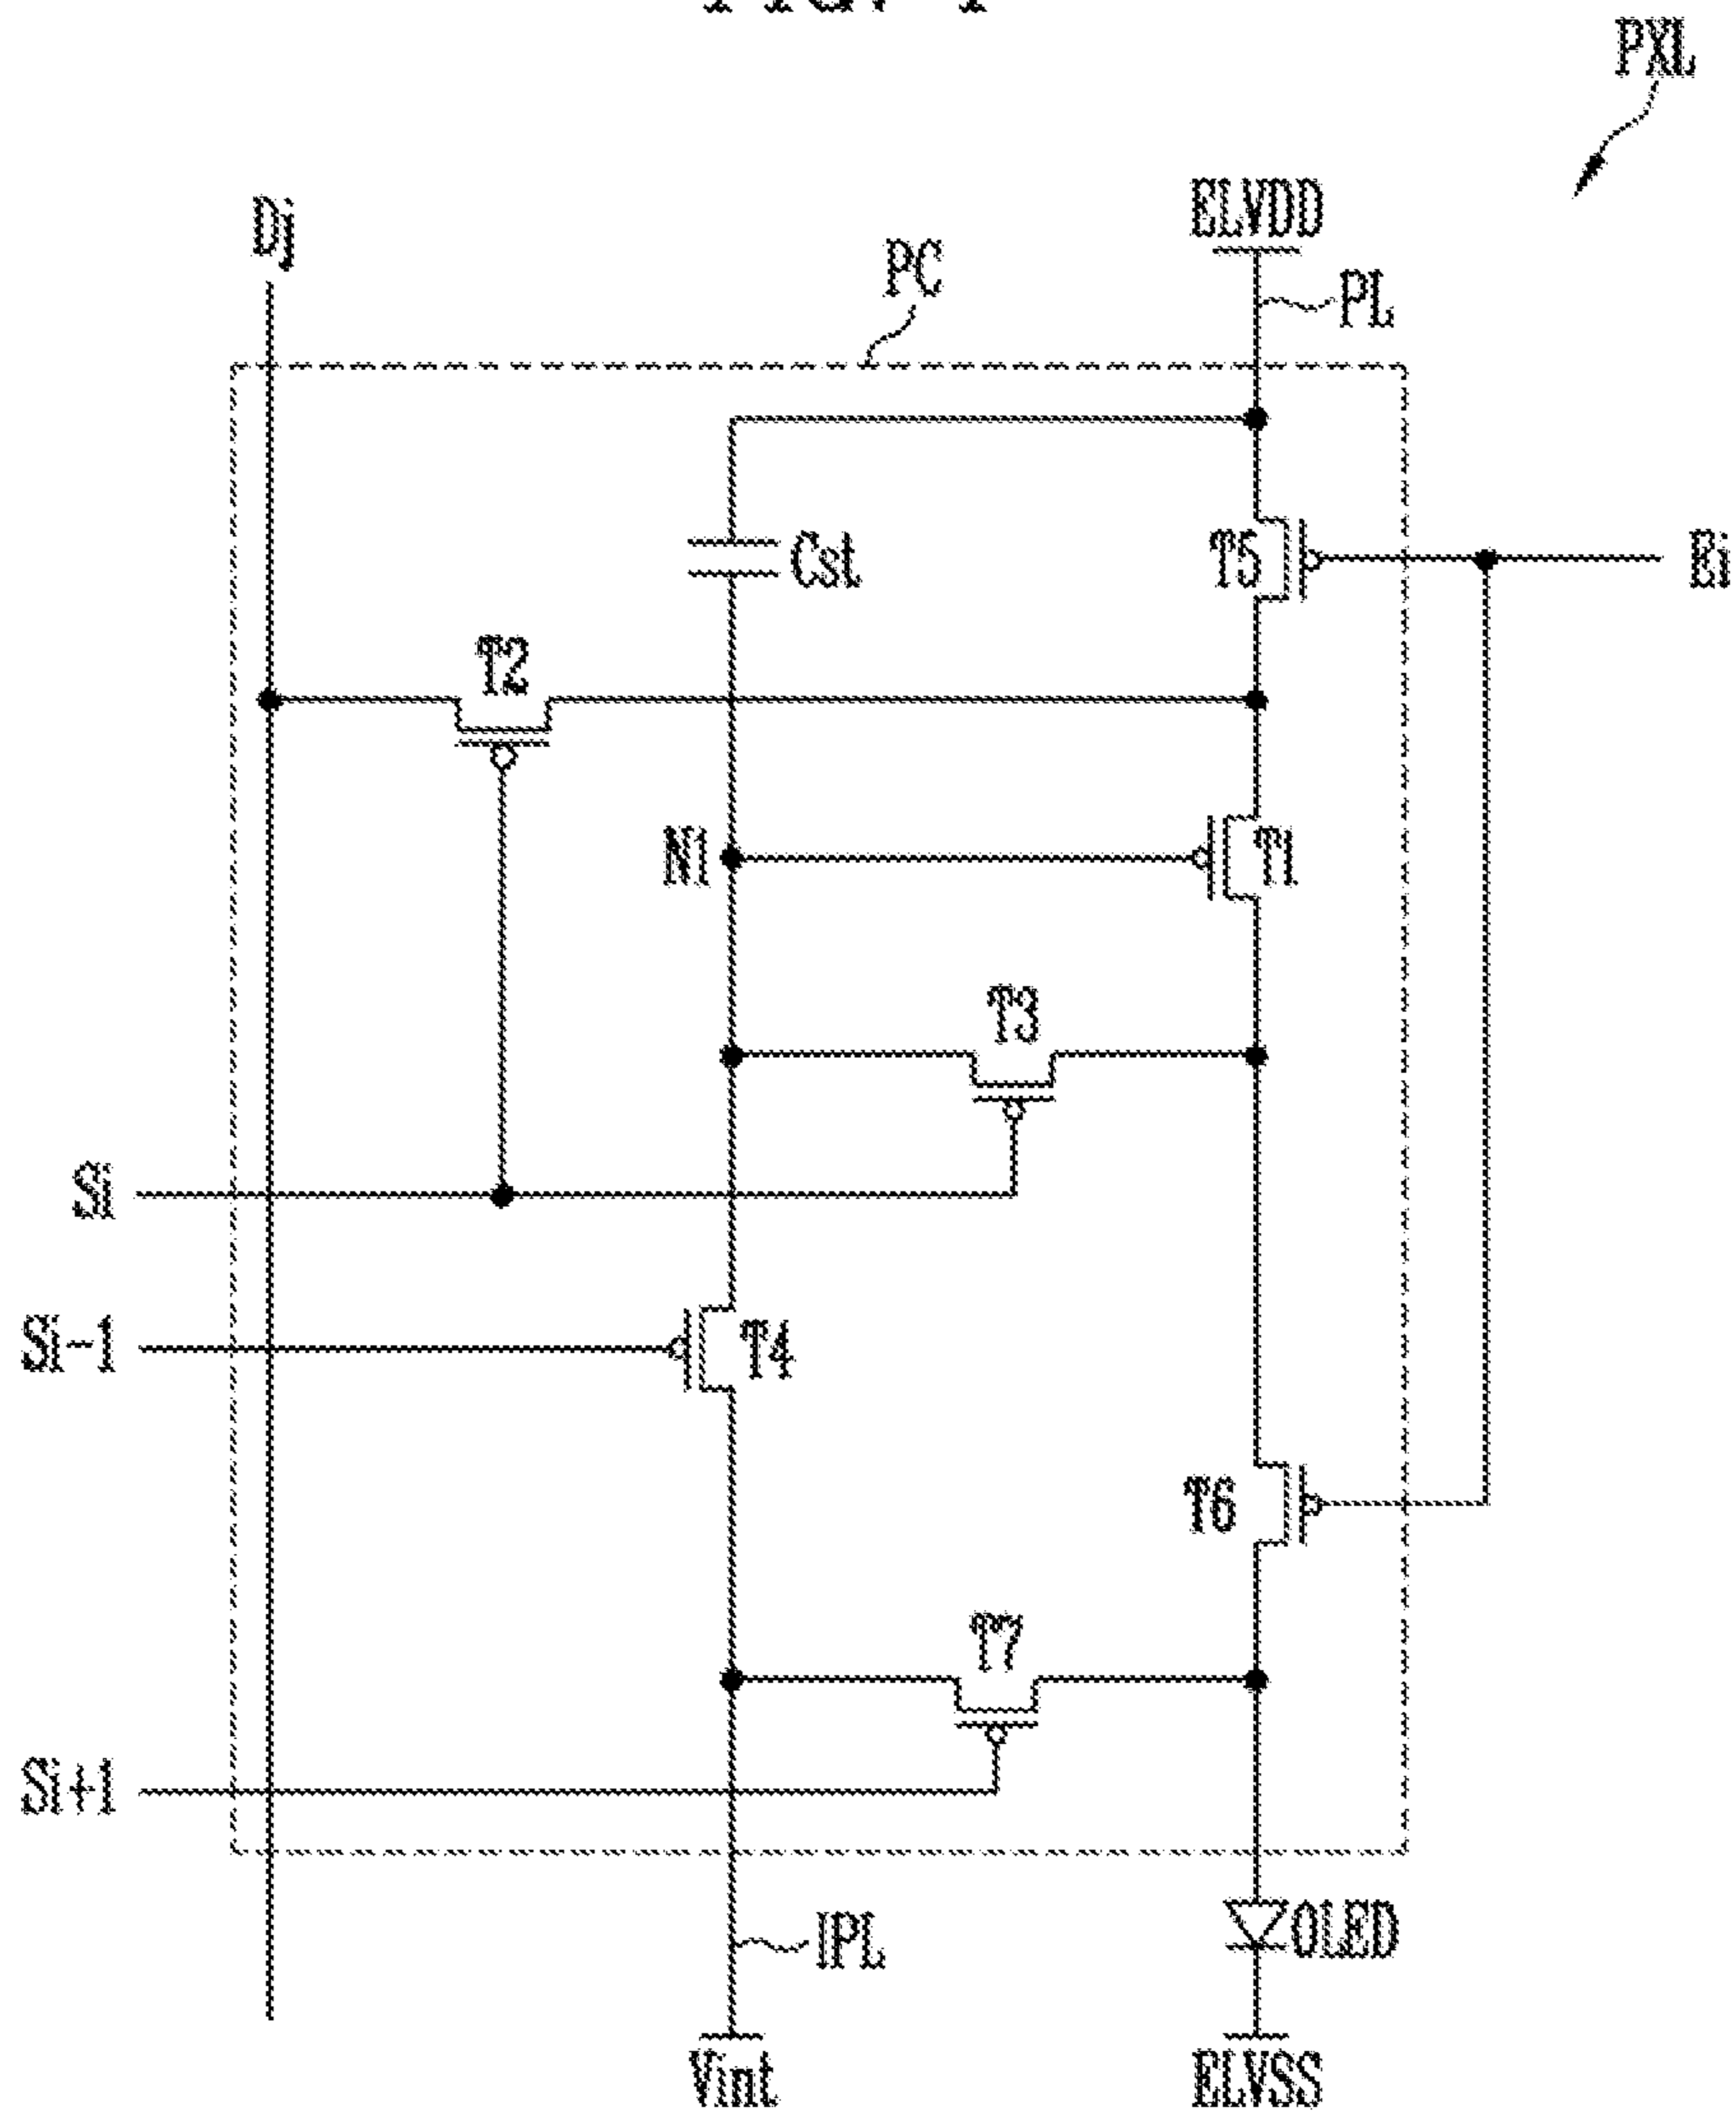 PXL
Dj
ELVDD
PC
PL
Cst
T5
Ei
T2
N1
T1
T3
Si
Si-1
T4
T6
T7
Si+1
IPL
OLED
Vint
ELVSS